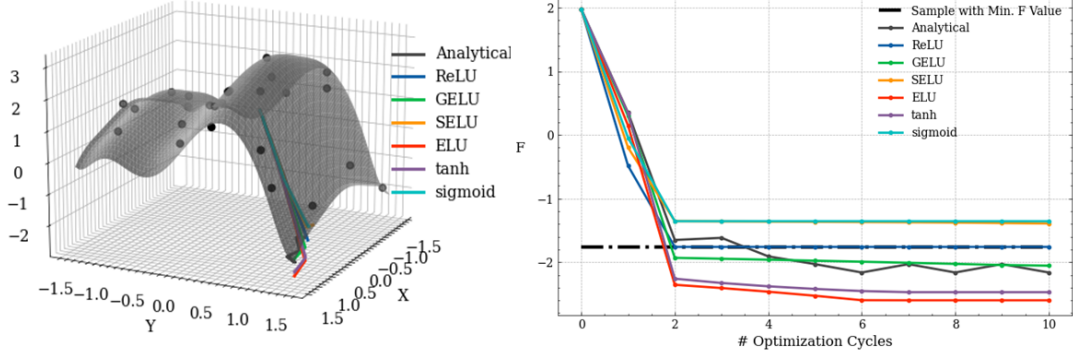 3
2
1
0
−1
−2
−1.5
−1.0
−0.5
0.0
0.5
1.0
1.5
Y
1.5
1.0
0.5
0.0
−0.5
−1.0
−1.5
X
Analytical
ReLU
GELU
SELU
ELU
tanh
sigmoid
2
1
0
−1
−2
F
0
2
4
6
8
10
# Optimization Cycles
Sample with Min. F Value
Analytical
ReLU
GELU
SELU
ELU
tanh
sigmoid